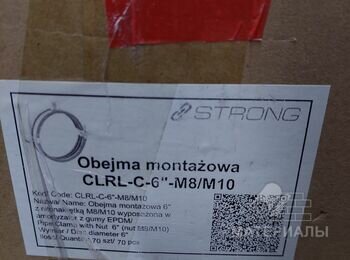 STRONG
Obejma montażowa
CLRL-C-6"-M8/M10
Kod/ Code: CLRL-C-6"-M8/M10
Nazwa/ Name: Obejma montażowa 6"
z nitonakrętką M8/M10 wyposażona w
amortyzator z gumy EPDM/
Pipe Clamp with Nut 6" (nut M8/M10)
Wymiar / Dias diameter 6"
Ilość/ Quantity 70 szt/ 70 pcs
МАТЕРИАЛЫ